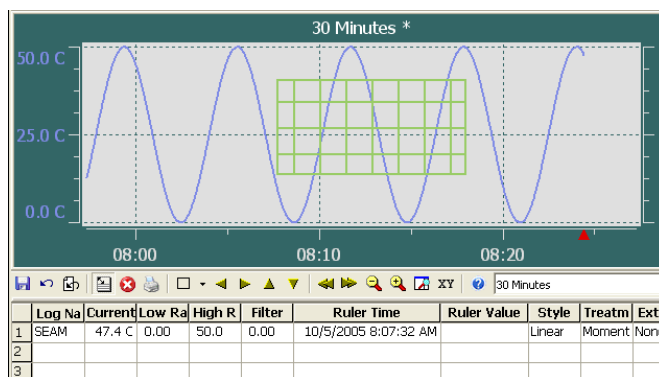 30 Minutes *
50.0 C
25.0 C
0.0 C
08:00 08:10 08:20
XY ? 30 Minutes
Log Na Current Low Ra High R Filter Ruler Time Ruler Value Style Treatm Ext
1 SEAM 47.4 C 0.00 50.0 0.00 10/5/2005 8:07:32 AM Linear Moment None
2
3